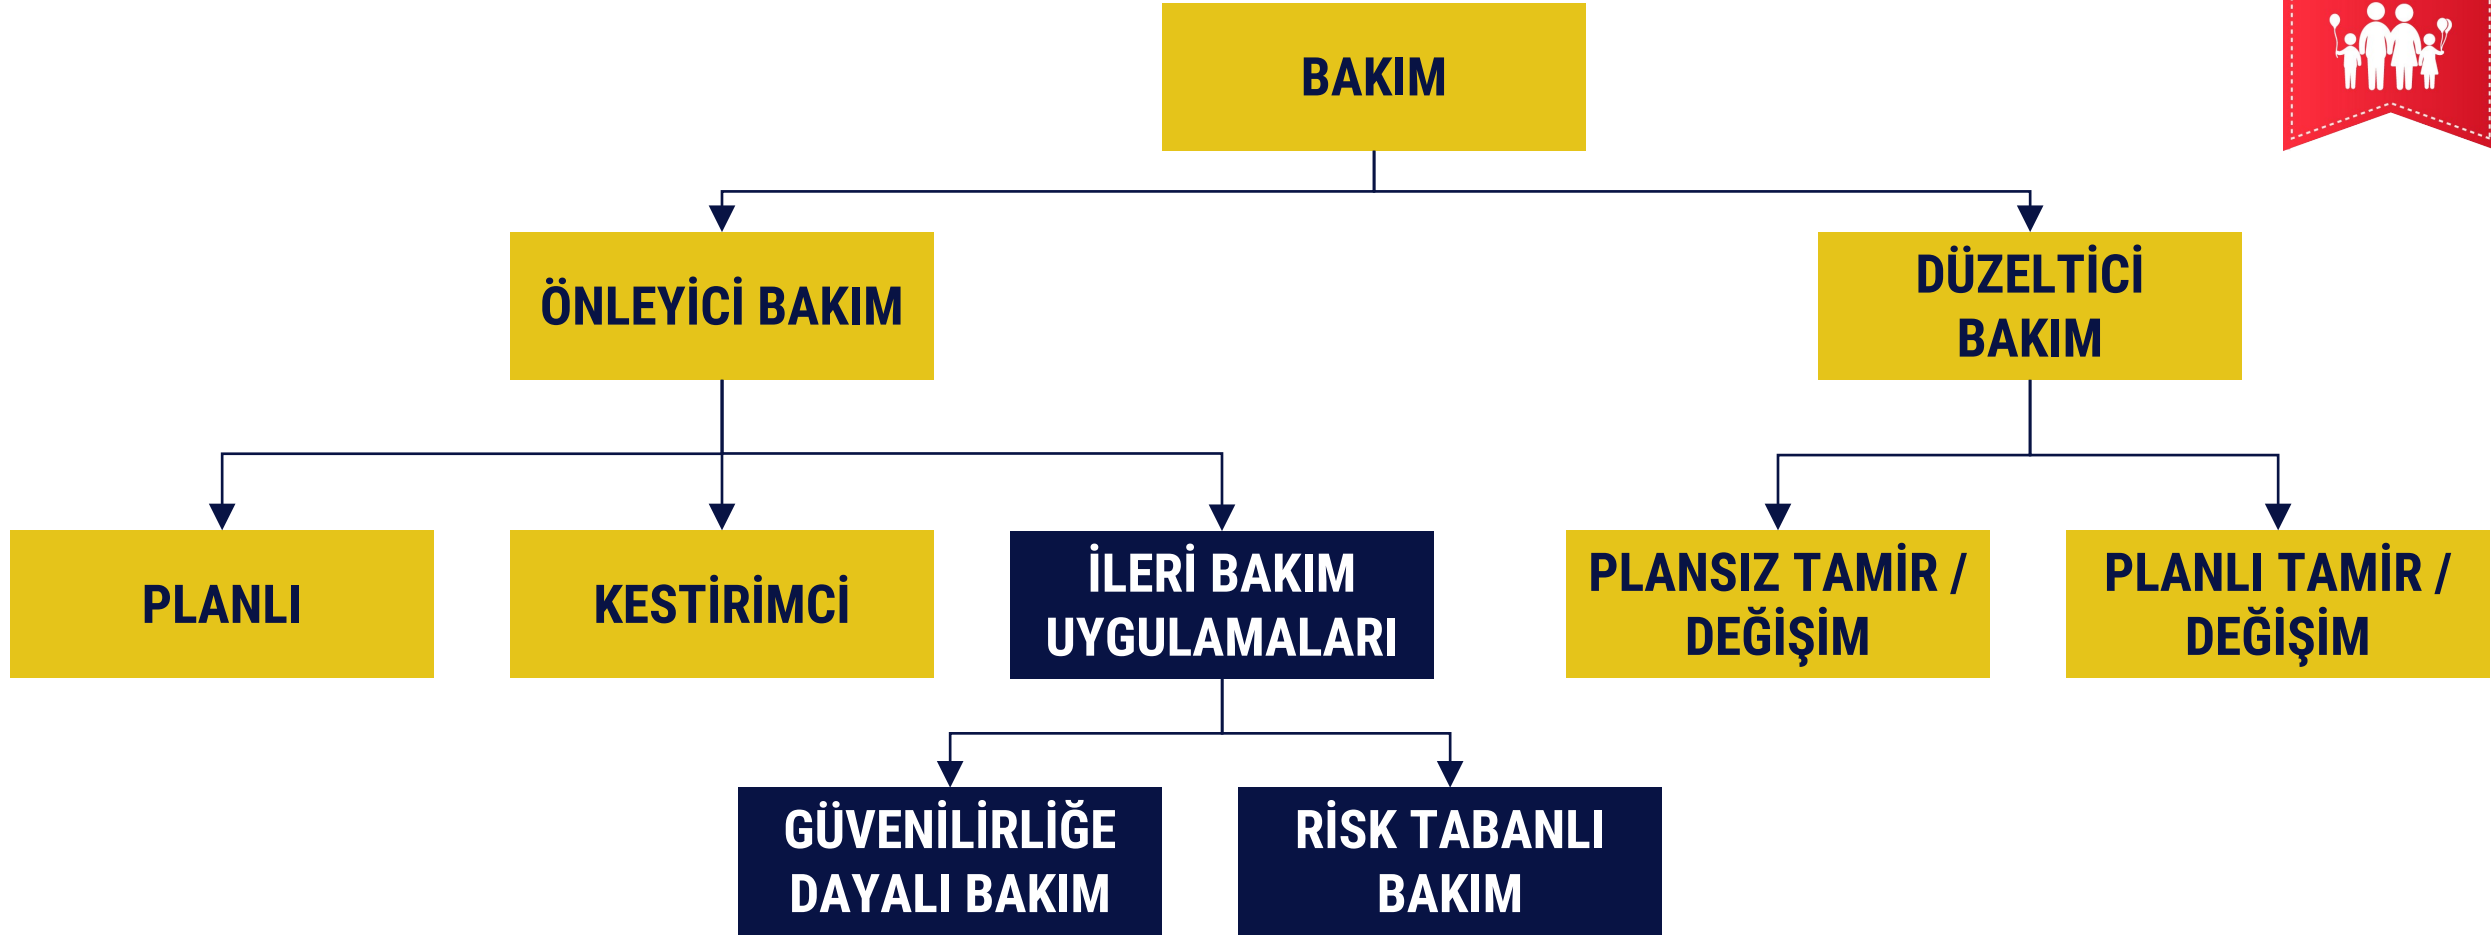 BAKIM
ÖNLEYİCİ BAKIM
DÜZELTİCİ
BAKIM
PLANLI
KESTİRİMCİ
İLERİ BAKIM
UYGULAMALARI
PLANSIZ TAMİR /
DEĞİŞİM
PLANLI TAMİR /
DEĞİŞİM
GÜVENİLİRLİĞE
DAYALI BAKIM
RİSK TABANLI
BAKIM